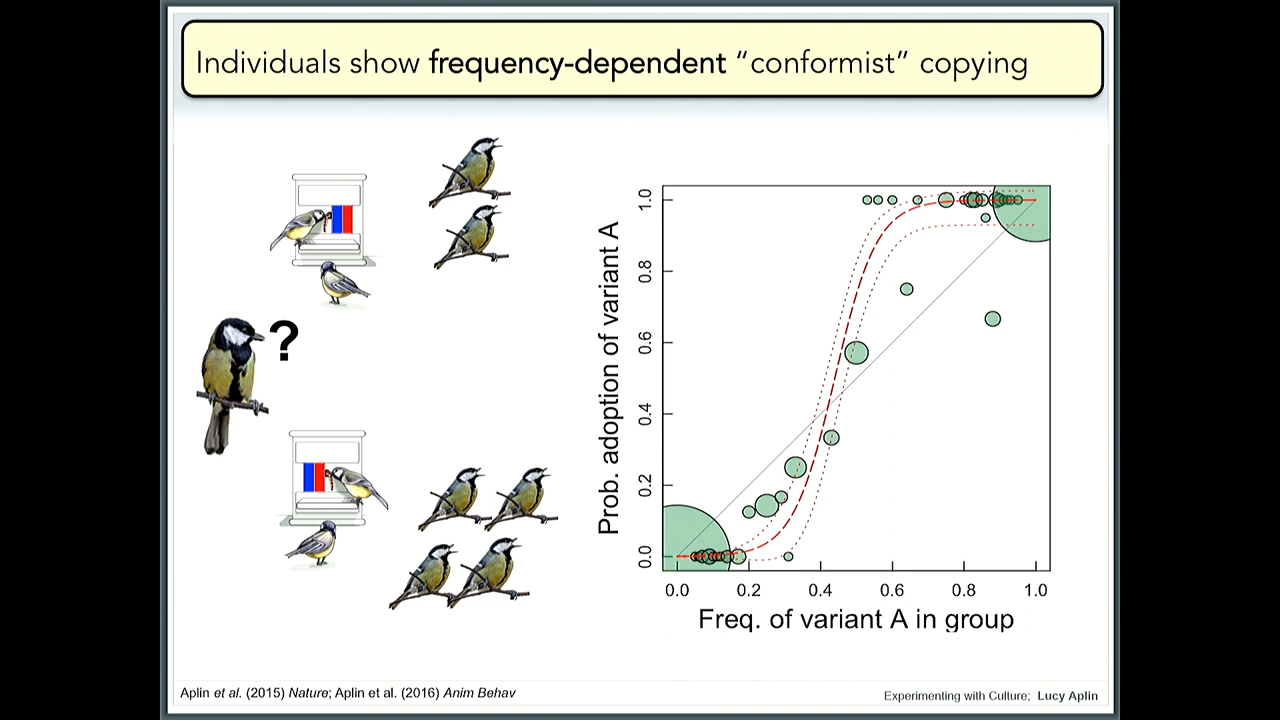 Individuals show frequency-dependent “conformist” copying
?
Prob. adoption of variant A
1.0
0.8
0.6
0.4
0.2
0.0
0.0 0.2 0.4 0.6 0.8 1.0
Freq. of variant A in group
Aplin et al. (2015) Nature; Aplin et al. (2016) Anim Behav
Experimenting with Culture; Lucy Aplin